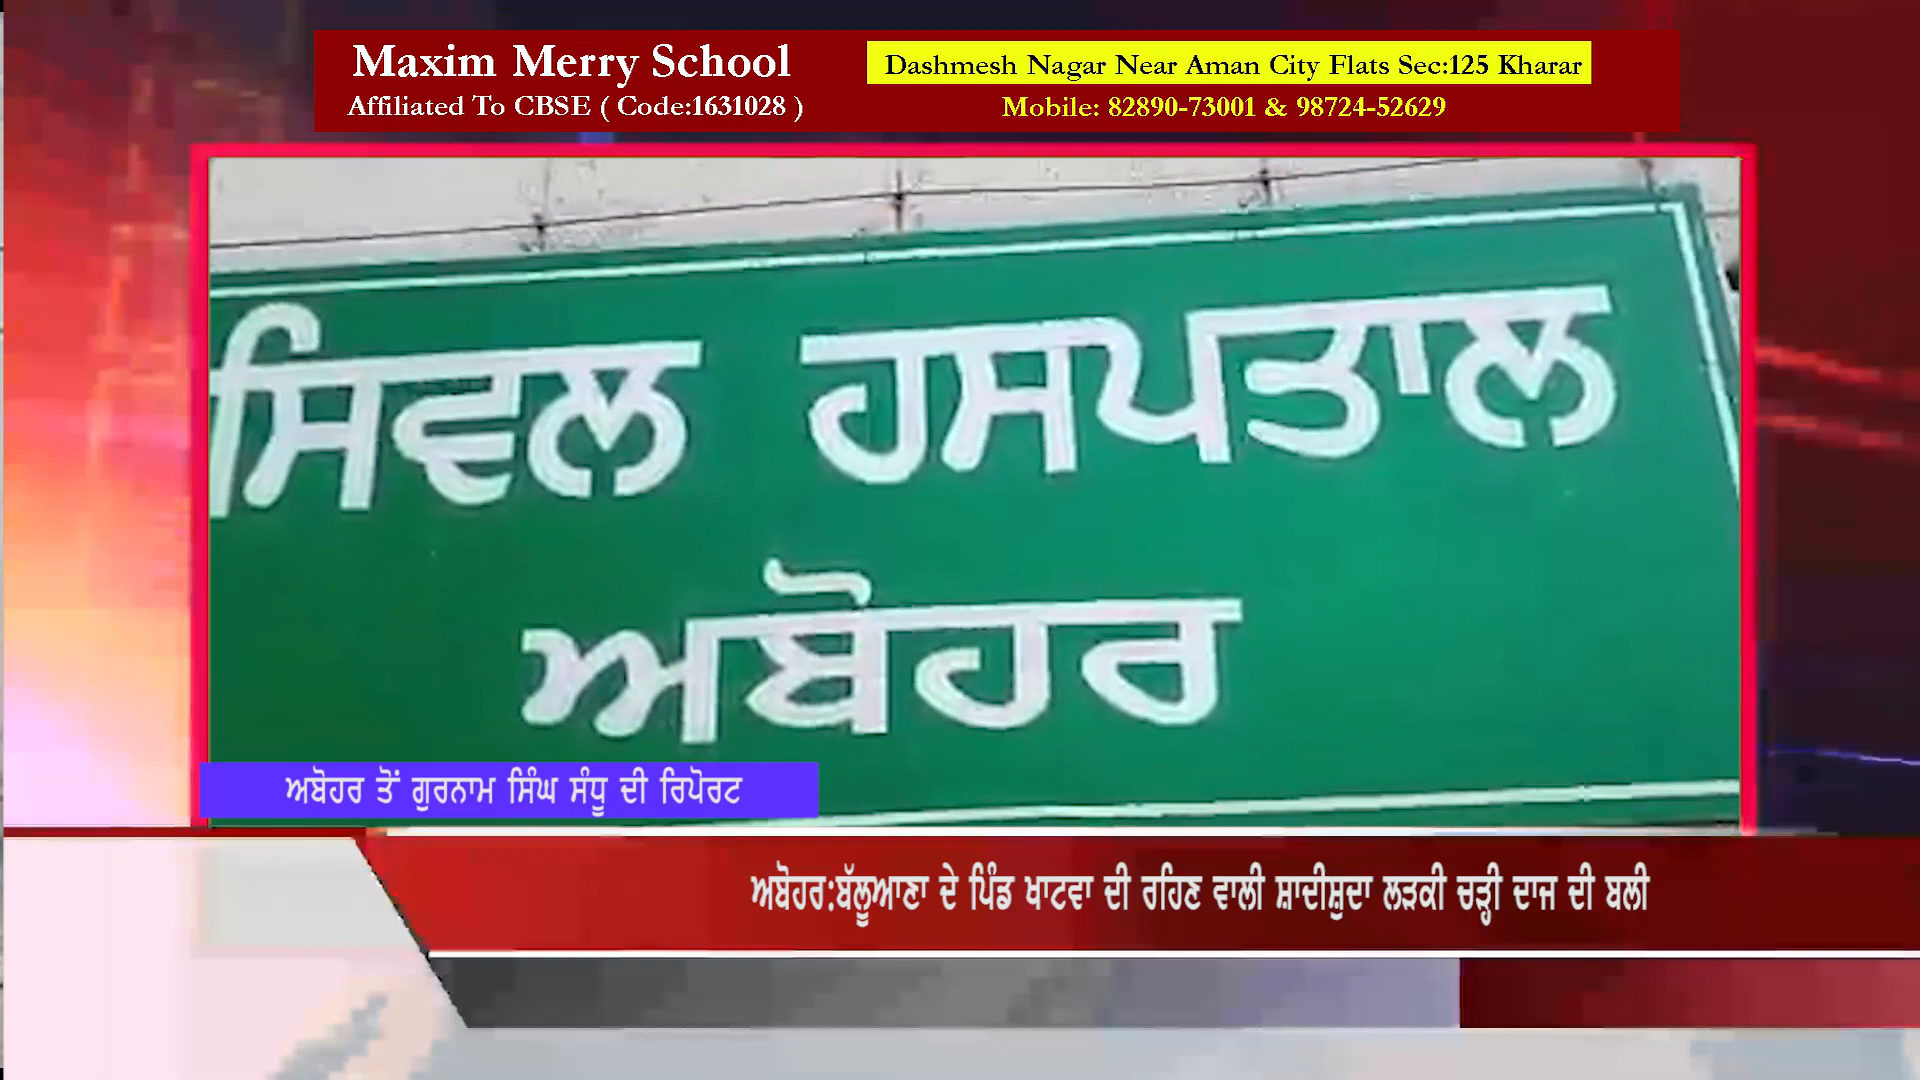 Maxim Merry School
Affiliated To CBSE ( Code:1631028 )
Dashmesh Nagar Near Aman City Flats Sec:125 Kharar
Mobile: 82890-73001 & 98724-52629
ਸਿਵਲ ਹਸਪਤਾਲ
ਅਬੋਹਰ
ਅਬੋਹਰ ਤੋਂ ਗੁਰਨਾਮ ਸਿੰਘ ਸੰਧੂ ਦੀ ਰਿਪੋਰਟ
ਅਬੋਹਰ:ਬੱਲੂਆਣਾ ਦੇ ਪਿੰਡ ਖਾਟਵਾ ਦੀ ਰਹਿਣ ਵਾਲੀ ਸ਼ਾਦੀਸ਼ੁਦਾ ਲੜਕੀ ਚੜ੍ਹੀ ਦਾਜ ਦੀ ਬਲੀ